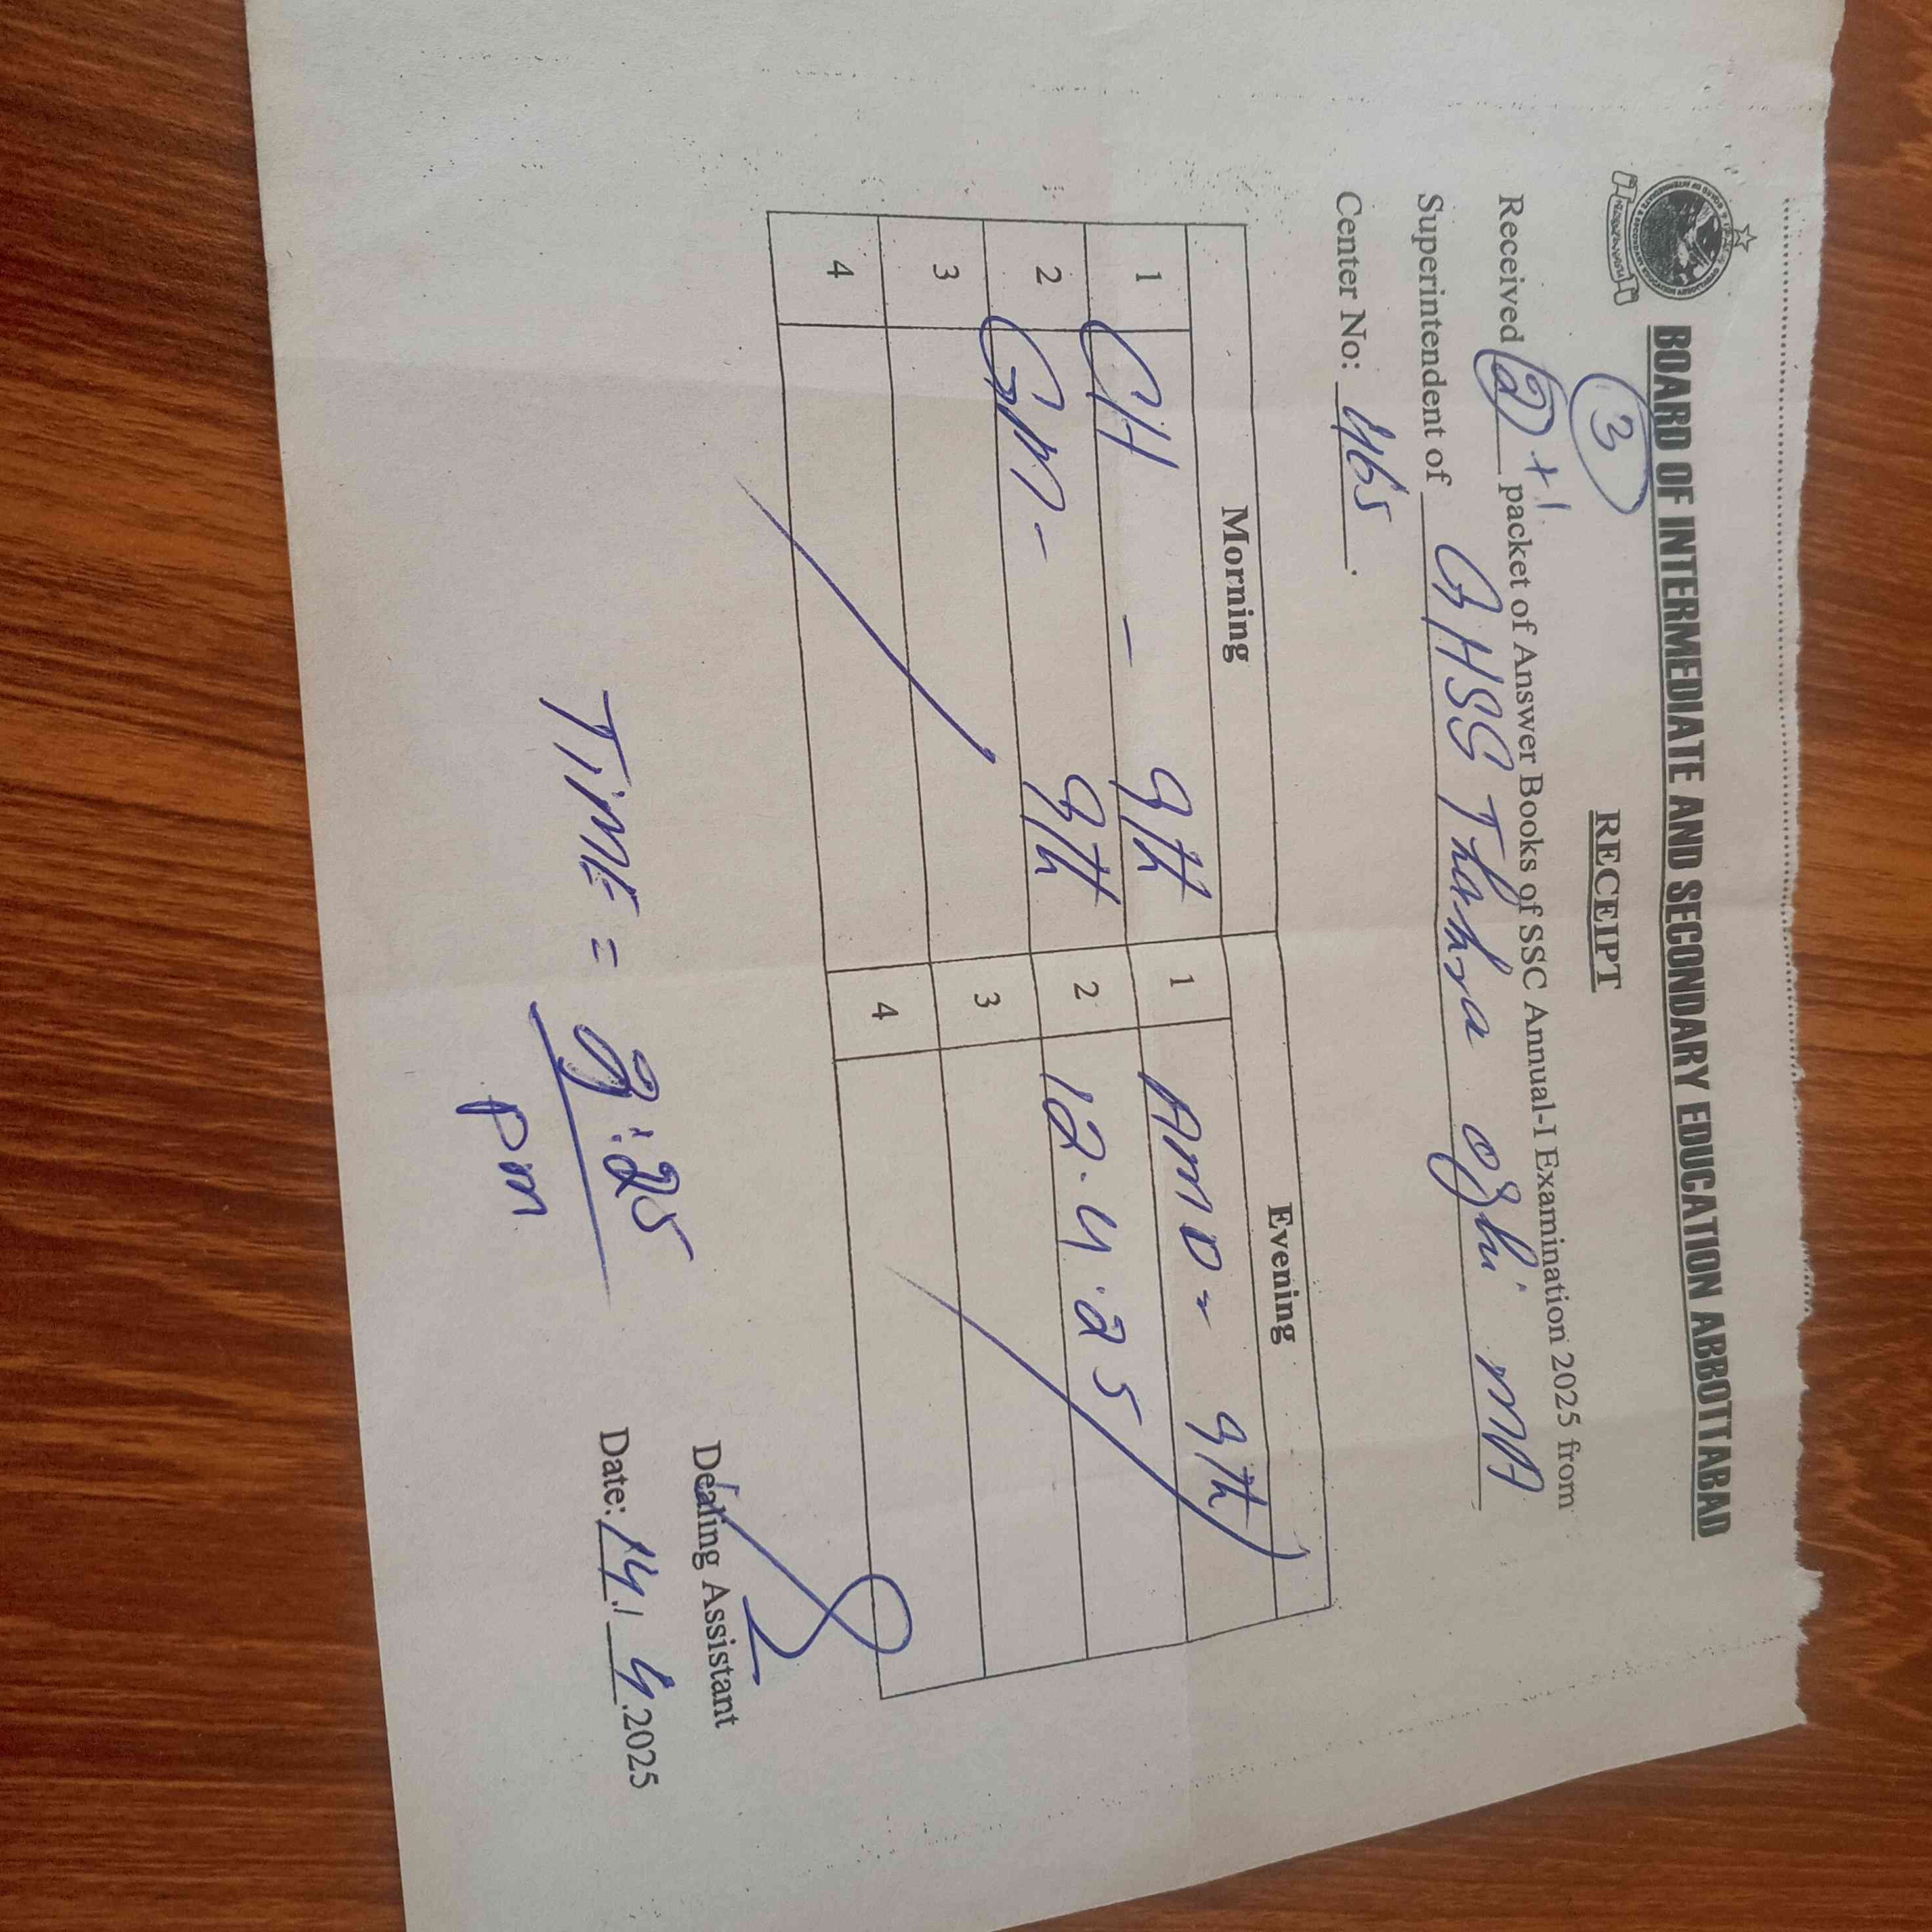 BOARD OF INTERMEDIATE AND SECONDARY EDUCATION ABBOTTABAD
RECEIPT
3
Received 2 +1. packet of Answer Books of SSC Annual-I Examination 2025 from
Superintendent of GHSS Thakra oghi MA
Center No: 465.
Morning Evening
1 CH - 9th 1 AMO - 9th
2 GM - 9th 2 12.4.25
3 3
4 4
Dealing Assistant
TiME = 3:25 Date: 14. / 4.2025
pm